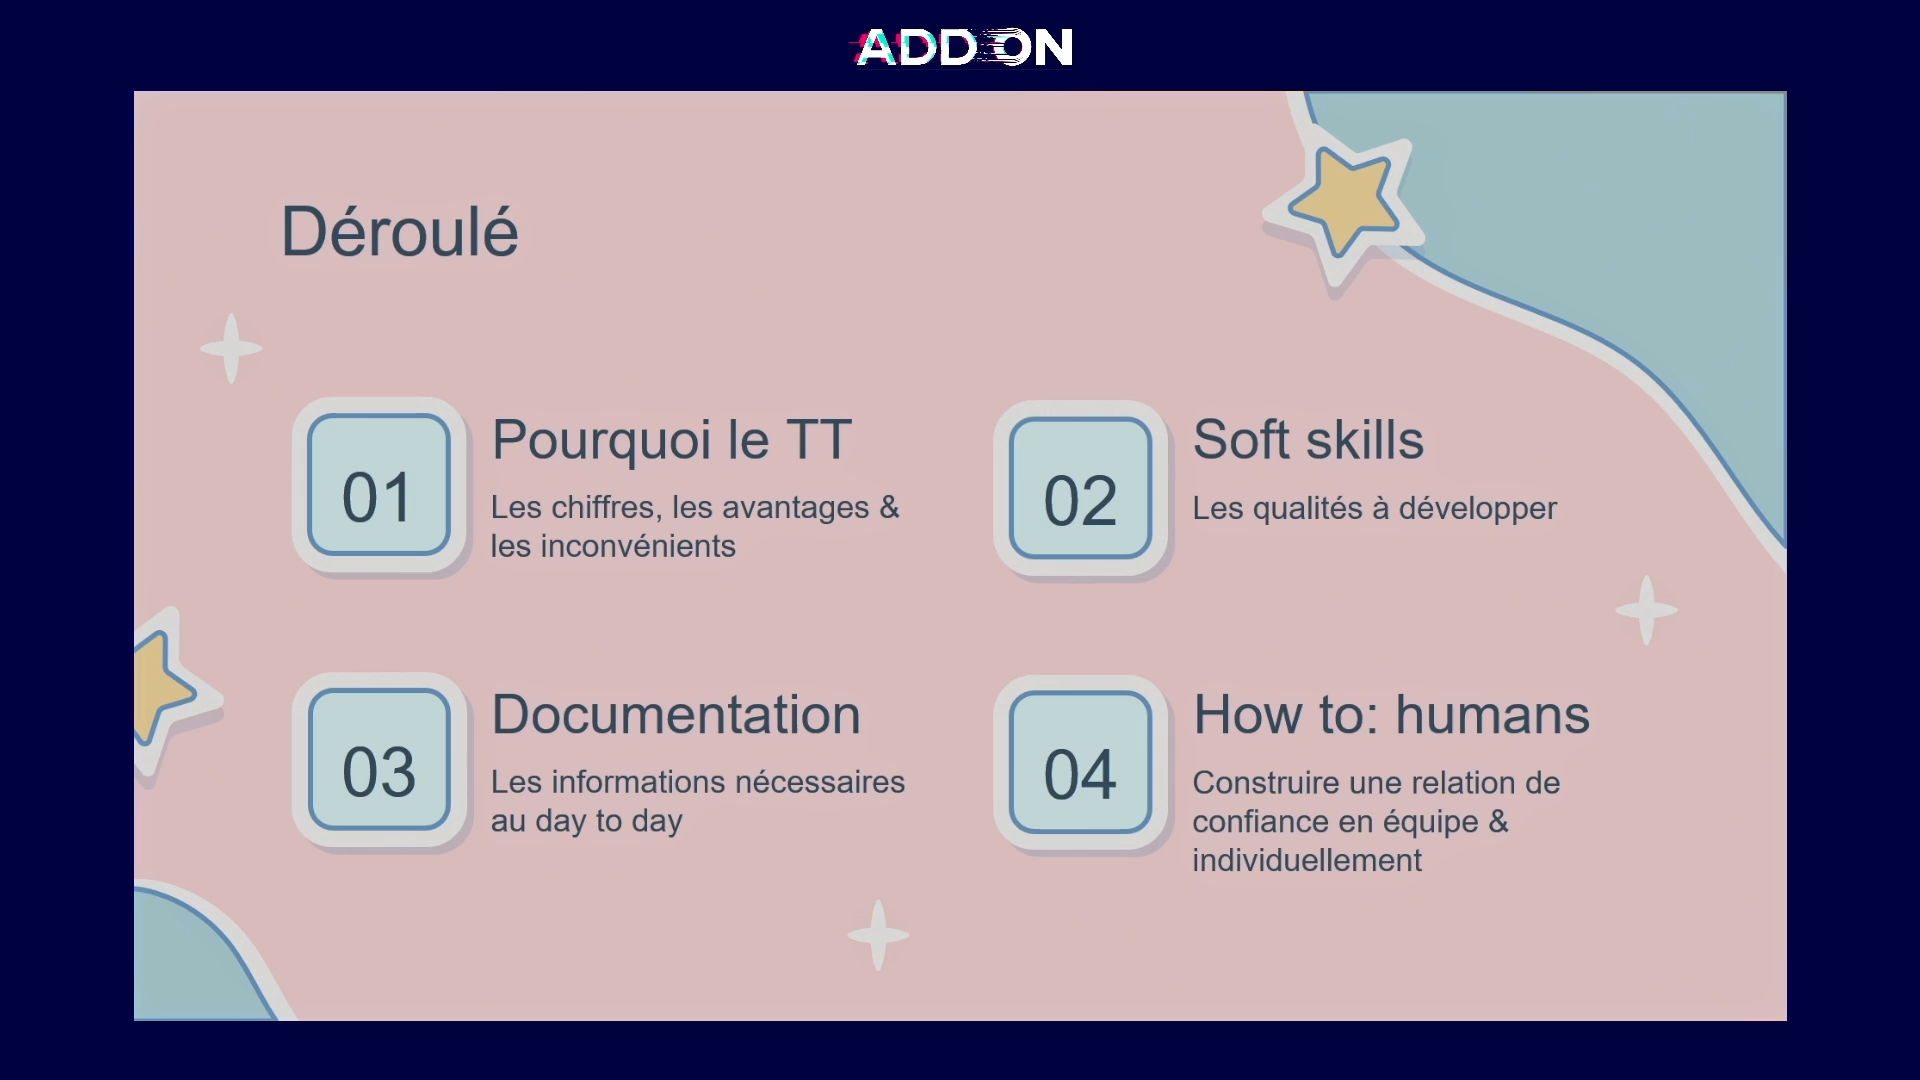 ADDON
Déroulé
01
Pourquoi le TT
Les chiffres, les avantages &
les inconvénients
02
Soft skills
Les qualités à développer
03
Documentation
Les informations nécessaires
au day to day
04
How to: humans
Construire une relation de
confiance en équipe &
individuellement